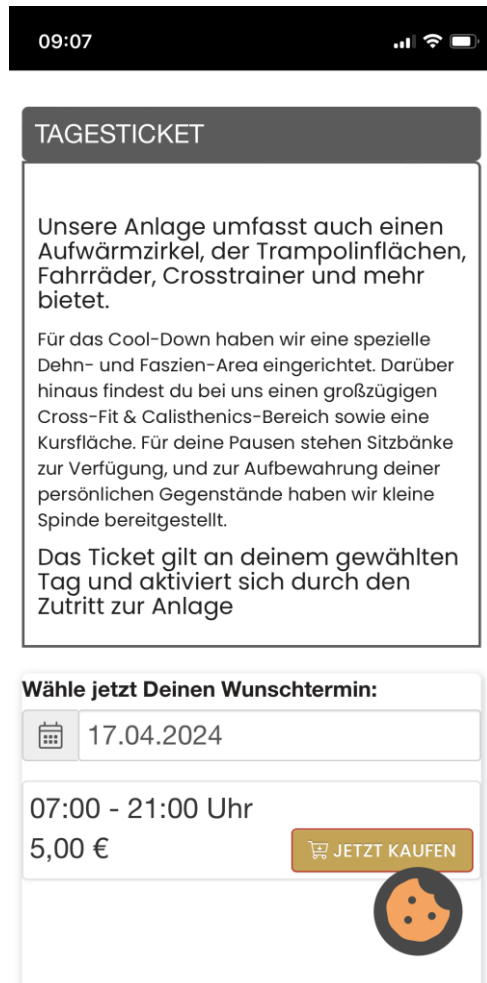 09:07
TAGESTICKET
Unsere Anlage umfasst auch einen
Aufwärmzirkel, der Trampolinflächen,
Fahrräder, Crosstrainer und mehr
bietet.
Für das Cool-Down haben wir eine spezielle
Dehn- und Faszien-Area eingerichtet. Darüber
hinaus findest du bei uns einen großzügigen
Cross-Fit & Calisthenics-Bereich sowie eine
Kursfläche. Für deine Pausen stehen Sitzbänke
zur Verfügung, und zur Aufbewahrung deiner
persönlichen Gegenstände haben wir kleine
Spinde bereitgestellt.
Das Ticket gilt an deinem gewählten
Tag und aktiviert sich durch den
Zutritt zur Anlage
Wähle jetzt Deinen Wunschtermin:
17.04.2024
07:00 - 21:00 Uhr
5,00 €
JETZT KAUFEN